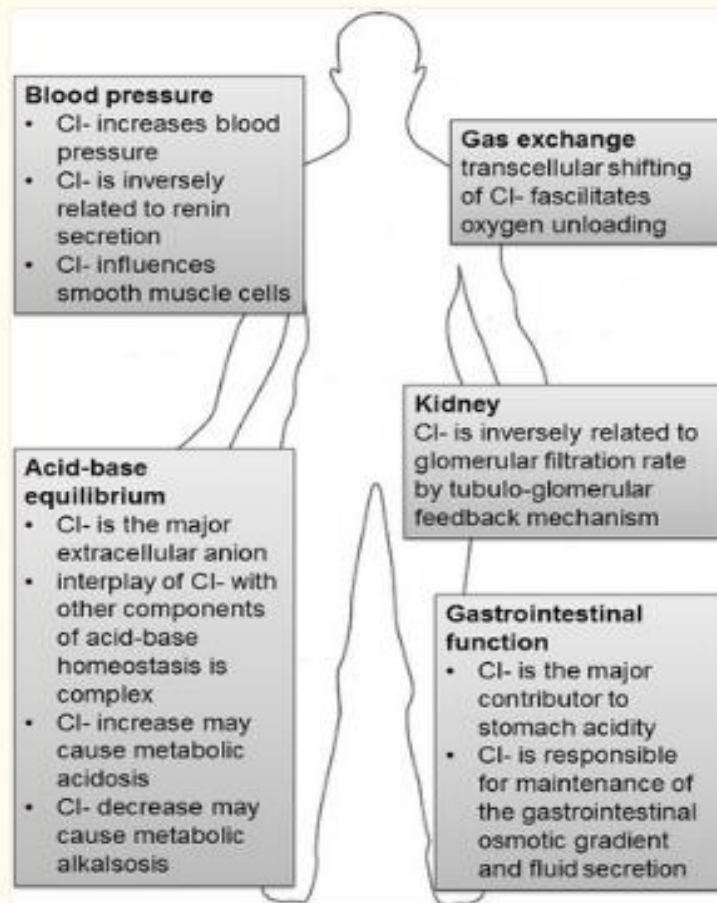 Blood pressure
• Cl- increases blood
pressure
• Cl- is inversely
related to renin
secretion
• Cl- influences
smooth muscle cells
Gas exchange
transcellular shifting
of Cl- fascilitates
oxygen unloading
Kidney
Cl- is inversely related to
glomerular filtration rate
by tubulo-glomerular
feedback mechanism
Acid-base
equilibrium
• Cl- is the major
extracellular anion
• interplay of Cl- with
other components
of acid-base
homeostasis is
complex
• Cl- increase may
cause metabolic
acidosis
• Cl- decrease may
cause metabolic
alkalsosis
Gastrointestinal
function
• Cl- is the major
contributor to
stomach acidity
• Cl- is responsible
for maintenance of
the gastrointestinal
osmotic gradient
and fluid secretion